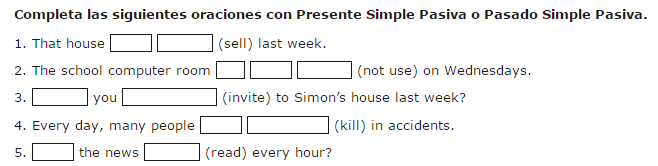 Completa las siguientes oraciones con Presente Simple Pasiva o Pasado Simple Pasiva.
1. That house (sell) last week.
2. The school computer room (not use) on Wednesdays.
3. you (invite) to Simon’s house last week?
4. Every day, many people (kill) in accidents.
5. the news (read) every hour?